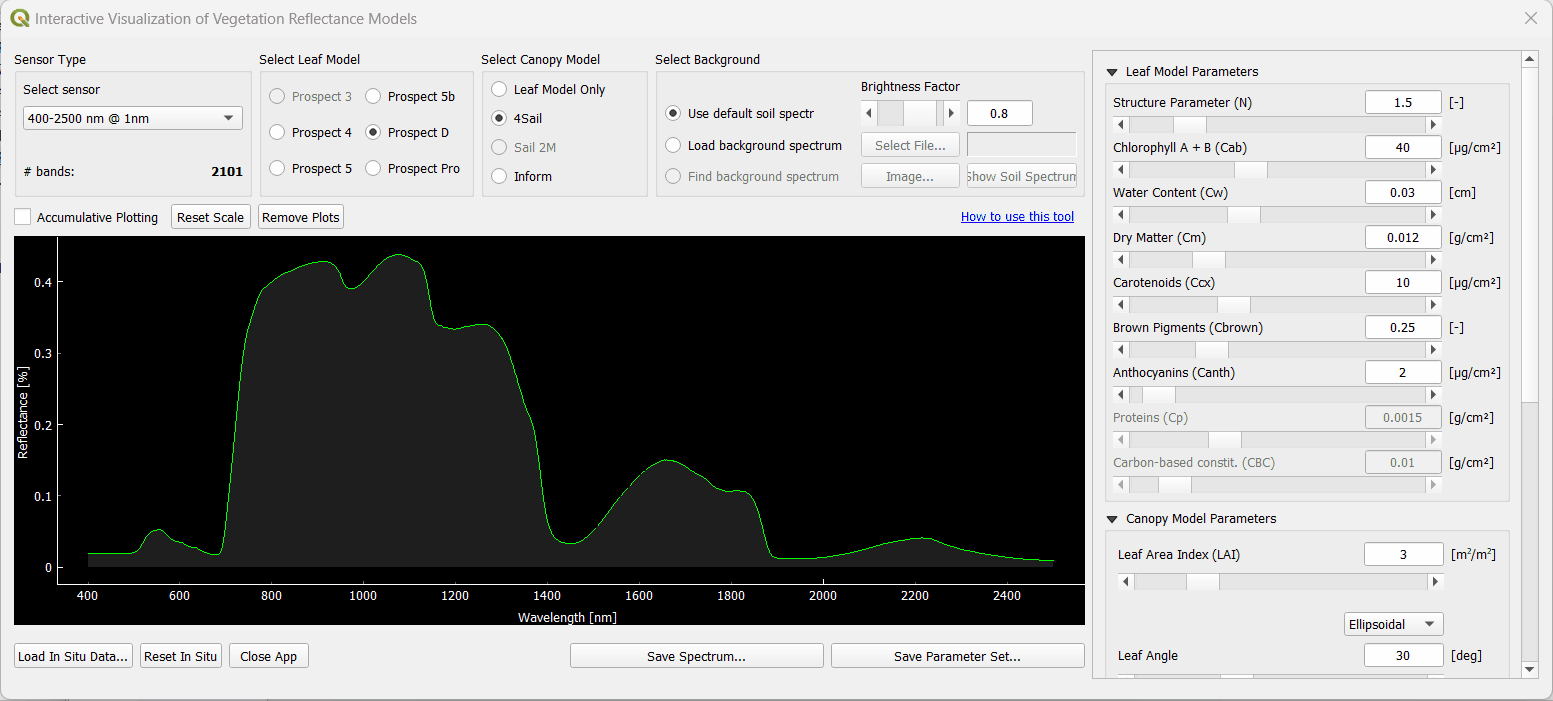 Interactive Visualization of Vegetation Reflectance Models
Sensor Type
Select sensor
400-2500 nm @ 1nm
# bands: 2101
Select Leaf Model
Prospect 3 Prospect 5b
Prospect 4 Prospect D
Prospect 5 Prospect Pro
Select Canopy Model
Leaf Model Only
4Sail
Sail 2M
Inform
Select Background
Brightness Factor
Use default soil spectr 0.8
Load background spectrum Select File...
Find background spectrum Image... Show Soil Spectrum
Accumulative Plotting Reset Scale Remove Plots How to use this tool
Reflectance [%]
0.4
0.3
0.2
0.1
0
400 600 800 1000 1200 1400 1600 1800 2000 2200 2400
Wavelength [nm]
Load In Situ Data... Reset In Situ Close App Save Spectrum... Save Parameter Set...
Leaf Model Parameters
Structure Parameter (N) 1.5 [-]
Chlorophyll A + B (Cab) 40 [µg/cm²]
Water Content (Cw) 0.03 [cm]
Dry Matter (Cm) 0.012 [g/cm²]
Carotenoids (Ccx) 10 [µg/cm²]
Brown Pigments (Cbrown) 0.25 [-]
Anthocyanins (Canth) 2 [µg/cm²]
Proteins (Cp) 0.0015 [g/cm²]
Carbon-based constit. (CBC) 0.01 [g/cm²]
Canopy Model Parameters
Leaf Area Index (LAI) 3 [m²/m²]
Ellipsoidal
Leaf Angle 30 [deg]